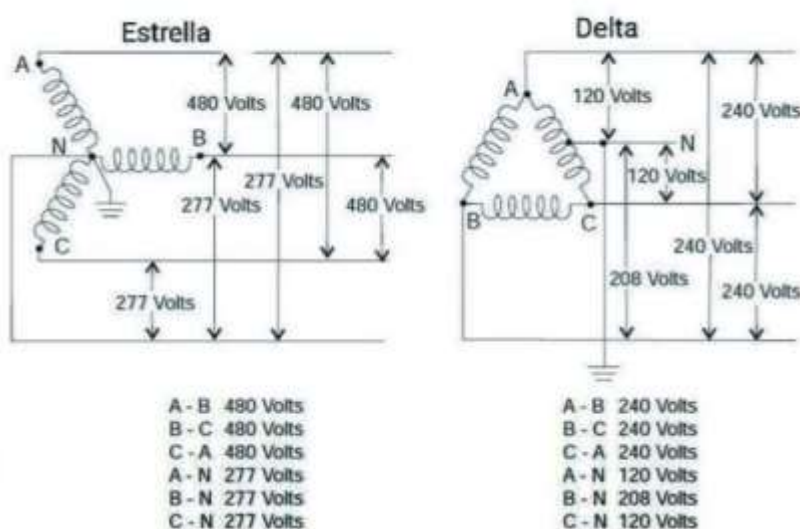 Estrella
A
480 Volts
480 Volts
N
B
277 Volts
277 Volts
480 Volts
C
277 Volts
A - B 480 Volts
B - C 480 Volts
C - A 480 Volts
A - N 277 Volts
B - N 277 Volts
C - N 277 Volts
Delta
A
120 Volts
240 Volts
N
120 Volts
B
C
240 Volts
208 Volts
240 Volts
A - B 240 Volts
B - C 240 Volts
C - A 240 Volts
A - N 120 Volts
B - N 208 Volts
C - N 120 Volts